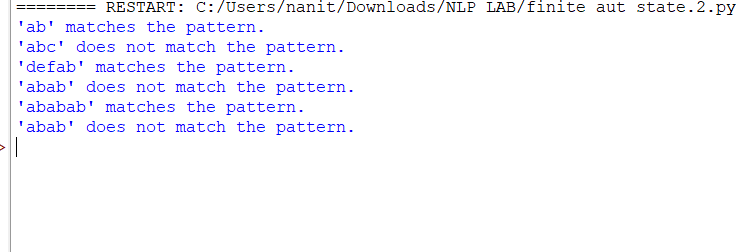 ======== RESTART: C:/Users/nanit/Downloads/NLP LAB/finite aut state.2.py
'ab' matches the pattern.
'abc' does not match the pattern.
'defab' matches the pattern.
'abab' does not match the pattern.
'ababab' matches the pattern.
'abab' does not match the pattern.
>